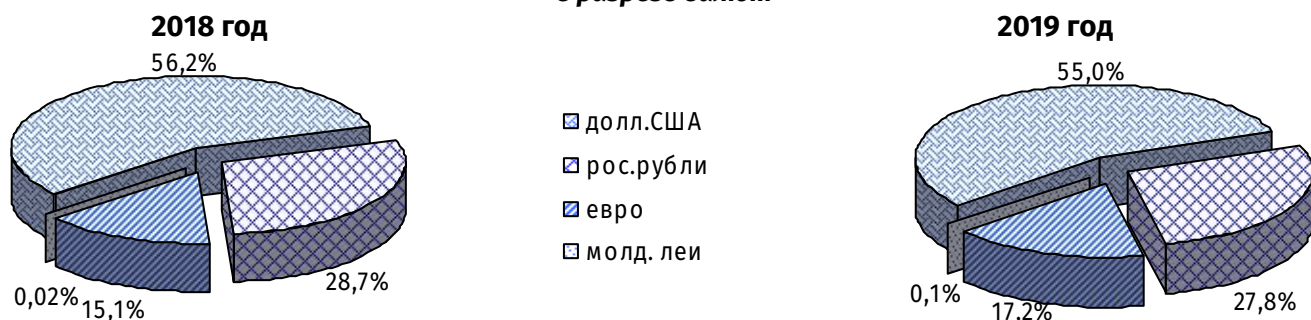 2018 год
56,2%
0,02%
15,1%
28,7%
долл.США
рос.рубли
евро
молд. леи
2019 год
55,0%
0,1%
17,2%
27,8%